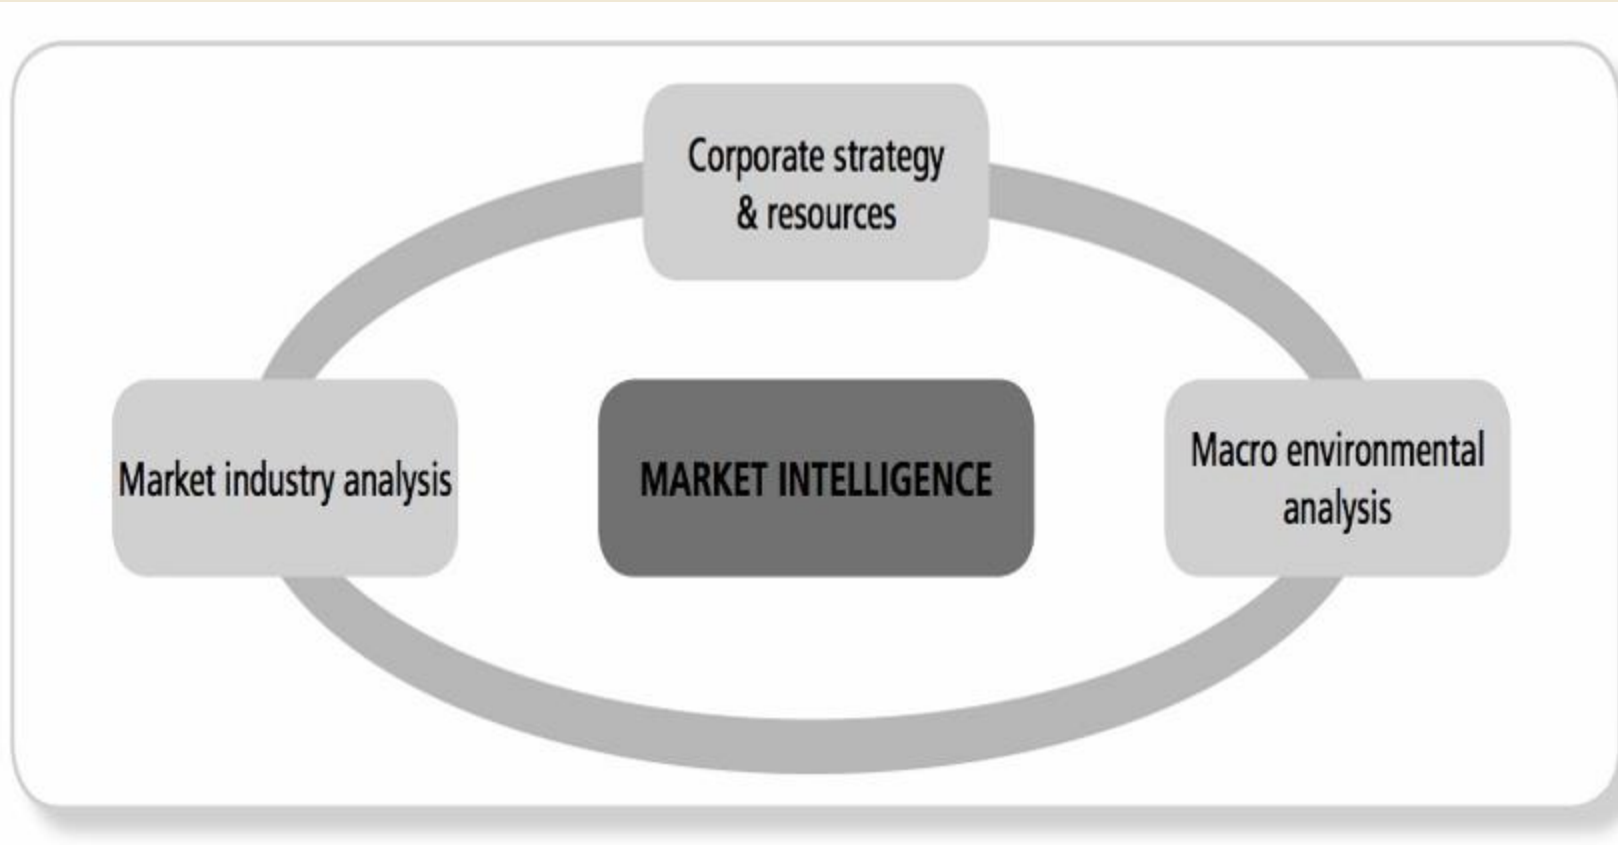 Corporate strategy
& resources
Market industry analysis
MARKET INTELLIGENCE
Macro environmental
analysis